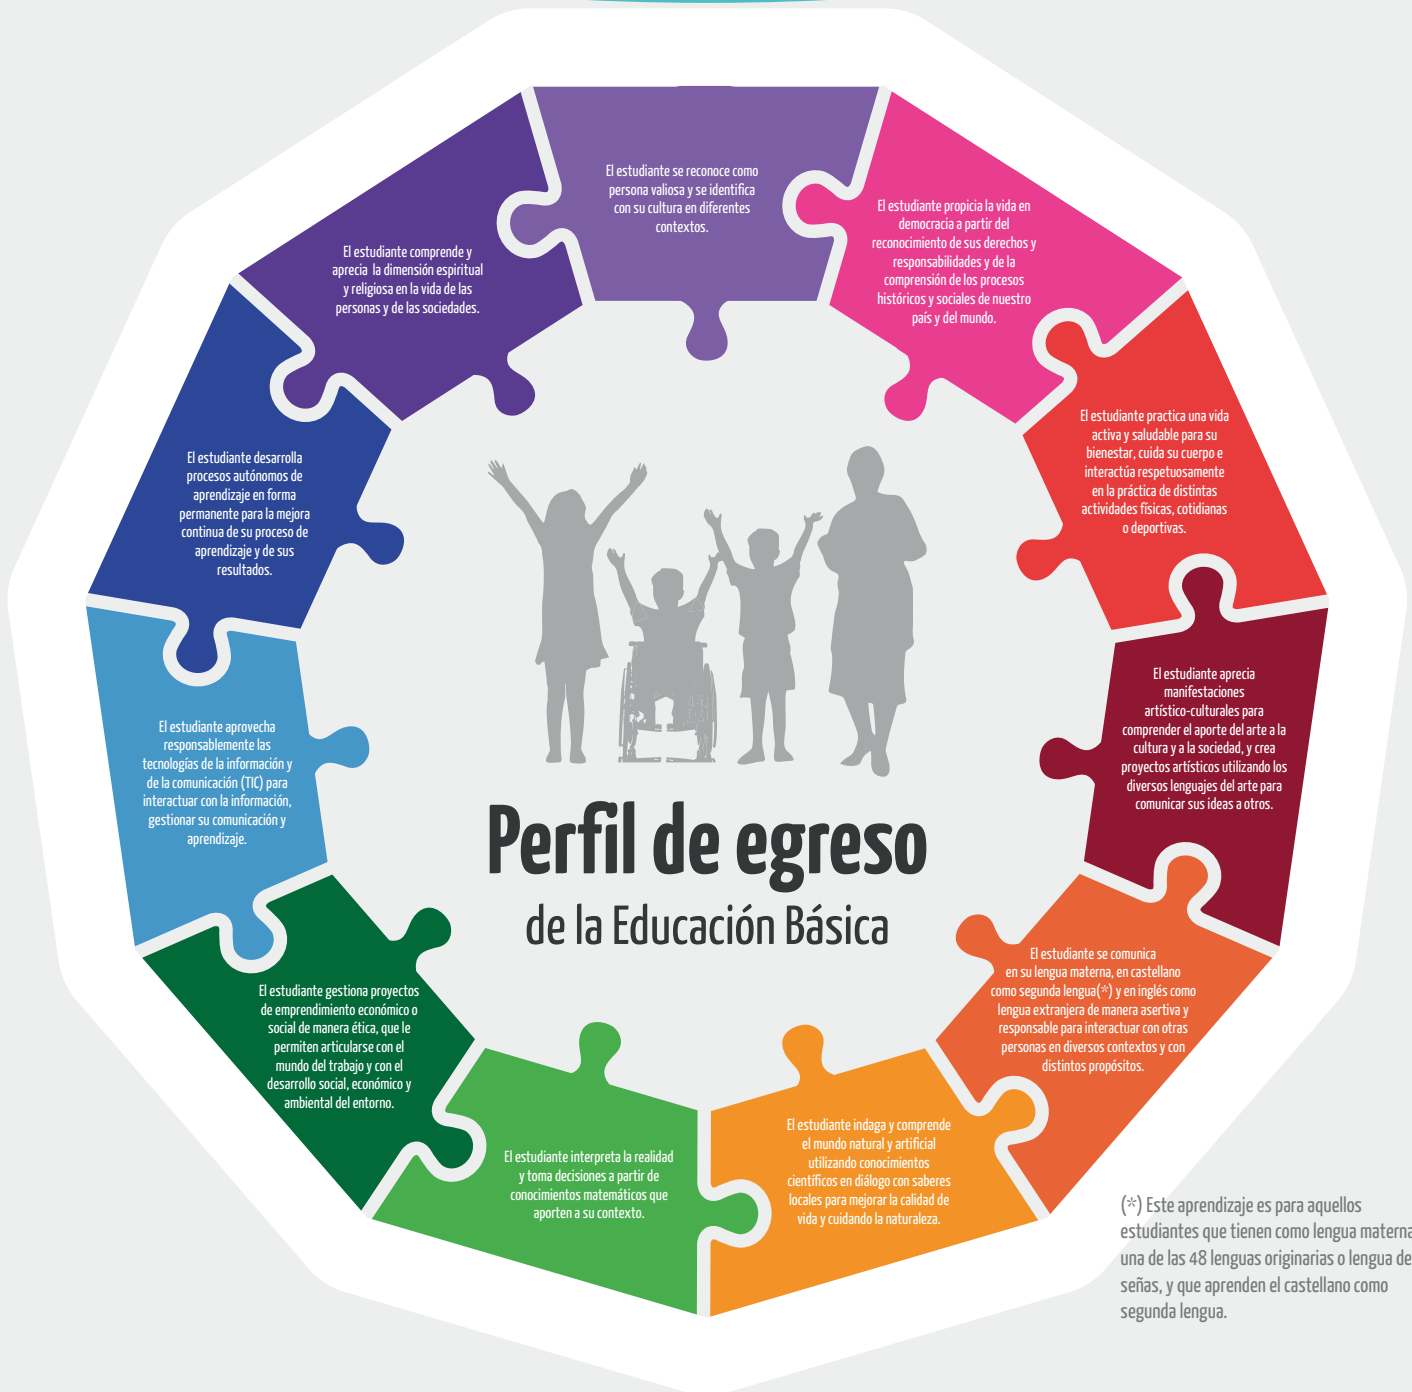 El estudiante se reconoce como
persona valiosa y se identifica
con su cultura en diferentes
contextos.
El estudiante propicia la vida en
democracia a partir del
reconocimiento de sus derechos y
responsabilidades y de la
comprensión de los procesos
históricos y sociales de nuestro
país y del mundo.
El estudiante practica una vida
activa y saludable para su
bienestar, cuida su cuerpo e
interactúa respetuosamente
en la práctica de distintas
actividades físicas, cotidianas
o deportivas.
El estudiante aprecia
manifestaciones
artístico-culturales para
comprender el aporte del arte a la
cultura y a la sociedad, y crea
proyectos artísticos utilizando los
diversos lenguajes del arte para
comunicar sus ideas a otros.
El estudiante se comunica
en su lengua materna, en castellano
como segunda lengua(*) y en inglés como
lengua extranjera de manera asertiva y
responsable para interactuar con otras
personas en diversos contextos y con
distintos propósitos.
El estudiante indaga y comprende
el mundo natural y artificial
utilizando conocimientos
científicos en diálogo con saberes
locales para mejorar la calidad de
vida y cuidando la naturaleza.
El estudiante interpreta la realidad
y toma decisiones a partir de
conocimientos matemáticos que
aporten a su contexto.
El estudiante gestiona proyectos
de emprendimiento económico o
social de manera ética, que le
permiten articularse con el
mundo del trabajo y con el
desarrollo social, económico y
ambiental del entorno.
El estudiante aprovecha
responsablemente las
tecnologías de la información y
de la comunicación (TIC) para
interactuar con la información,
gestionar su comunicación y
aprendizaje.
El estudiante desarrolla
procesos autónomos de
aprendizaje en forma
permanente para la mejora
continua de su proceso de
aprendizaje y de sus
resultados.
El estudiante comprende y
aprecia la dimensión espiritual
y religiosa en la vida de las
personas y de las sociedades.
Perfil de egreso
de la Educación Básica
(*) Este aprendizaje es para aquellos
estudiantes que tienen como lengua materna
una de las 48 lenguas originarias o lengua de
señas, y que aprenden el castellano como
segunda lengua.